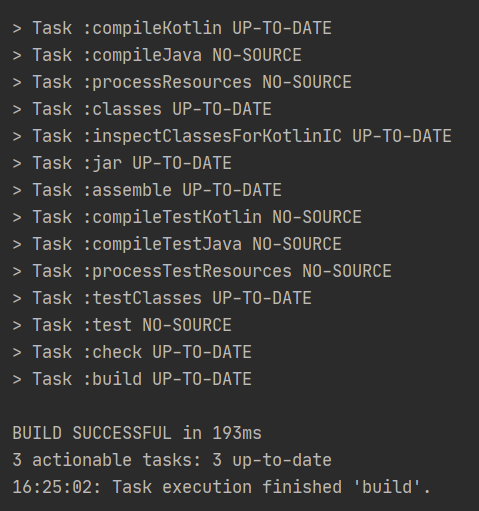 > Task :compileKotlin UP-TO-DATE
> Task :compileJava NO-SOURCE
> Task :processResources NO-SOURCE
> Task :classes UP-TO-DATE
> Task :inspectClassesForKotlinIC UP-TO-DATE
> Task :jar UP-TO-DATE
> Task :assemble UP-TO-DATE
> Task :compileTestKotlin NO-SOURCE
> Task :compileTestJava NO-SOURCE
> Task :processTestResources NO-SOURCE
> Task :testClasses UP-TO-DATE
> Task :test NO-SOURCE
> Task :check UP-TO-DATE
> Task :build UP-TO-DATE

BUILD SUCCESSFUL in 193ms
3 actionable tasks: 3 up-to-date
16:25:02: Task execution finished 'build'.